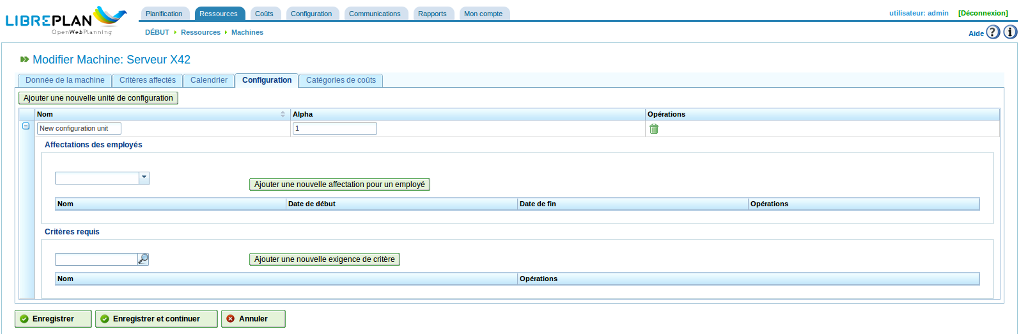 LIBREPLAN
OpenWebPlanning
Planification Ressources Coûts Configuration Communications Rapports Mon compte
utilisateur: admin [Déconnexion]
DÉBUT Ressources Machines
Aide
Modifier Machine: Serveur X42
Donnée de la machine Critères affectés Calendrier Configuration Catégories de coûts
Ajouter une nouvelle unité de configuration
Nom Alpha Opérations
New configuration unit 1
Affectations des employés
Ajouter une nouvelle affectation pour un employé
Nom Date de début Date de fin Opérations
Critères requis
Ajouter une nouvelle exigence de critère
Nom Opérations
Enregistrer Enregistrer et continuer Annuler